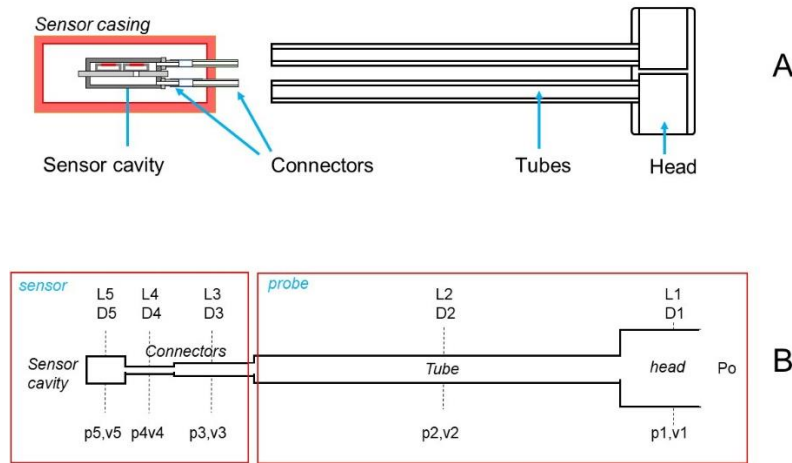 Sensor casing
A
Sensor cavity
Connectors
Tubes
Head
sensor
probe
L5
D5
L4
D4
L3
D3
L2
D2
L1
D1
Connectors
Sensor
cavity
Tube
head
Po
B
p5,v5
p4v4
p3,v3
p2,v2
p1,v1